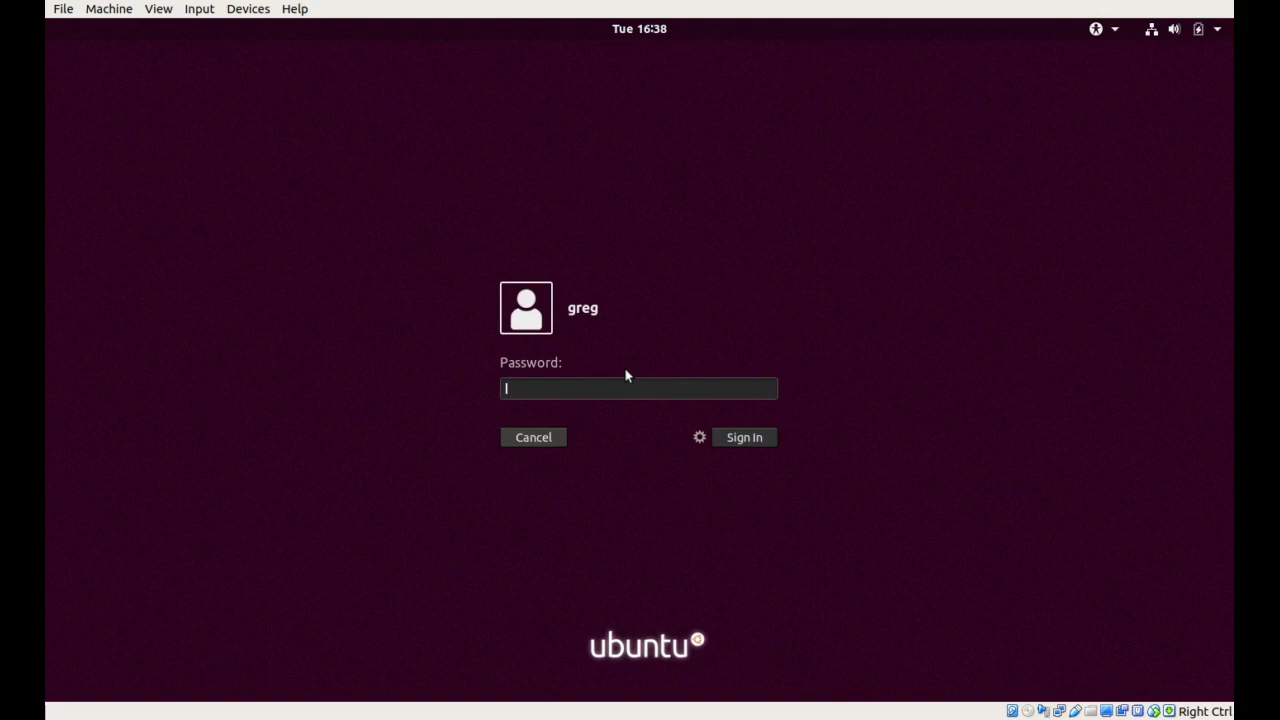 File Machine View Input Devices Help
Tue 16:38
greg
Password:
Cancel Sign In
ubuntu
Right Ctrl